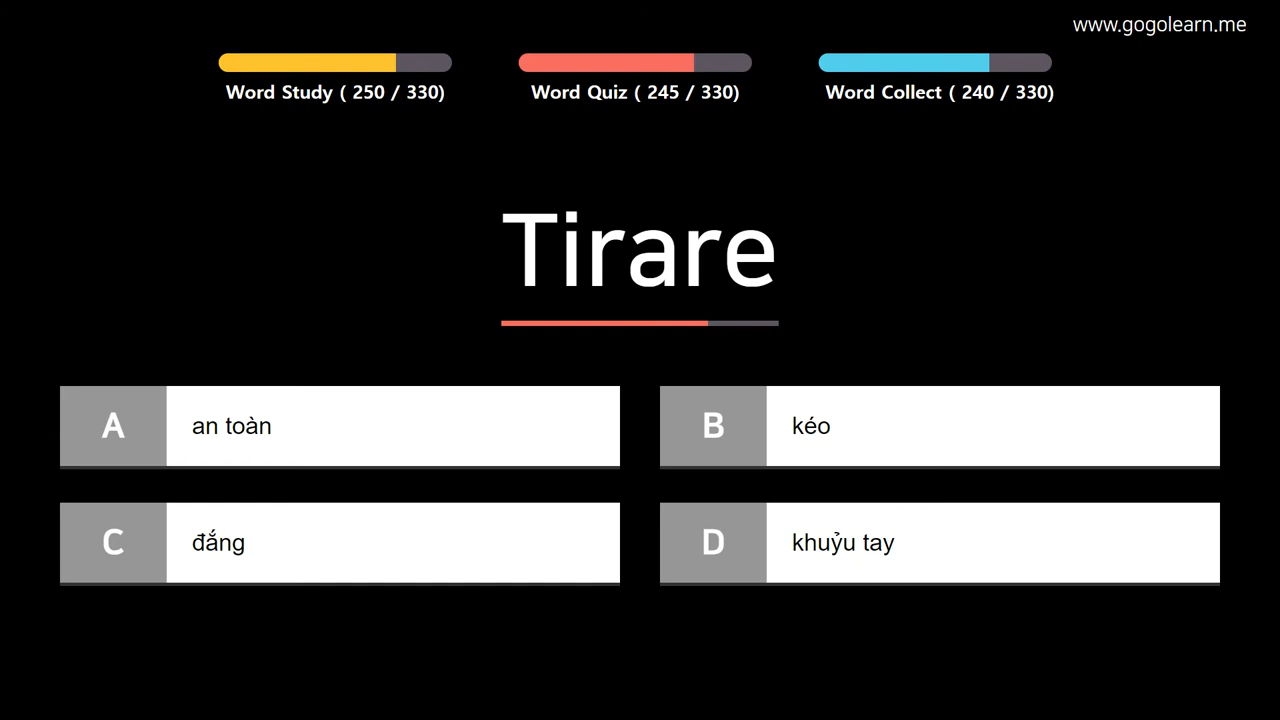 www.gogolearn.me
Word Study ( 250 / 330)
Word Quiz ( 245 / 330)
Word Collect ( 240 / 330)
Tirare
A
an toàn
B
kéo
C
đắng
D
khuỷu tay